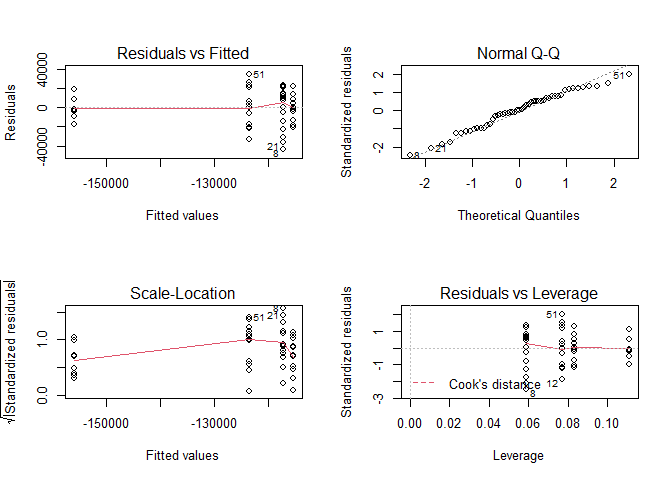 Residuals vs Fitted
Residuals
40000
0
-40000
51
21
8
-150000
-130000
Fitted values
Normal Q-Q
Standardized residuals
2
0
-2
51
21
8
-2
-1
0
1
2
Theoretical Quantiles
Scale-Location
√|Standardized residuals|
1.0
0.0
8
51
21
-150000
-130000
Fitted values
Residuals vs Leverage
Standardized residuals
1
-3
51
12
8
Cook's distance
0.00
0.02
0.04
0.06
0.08
0.10
Leverage